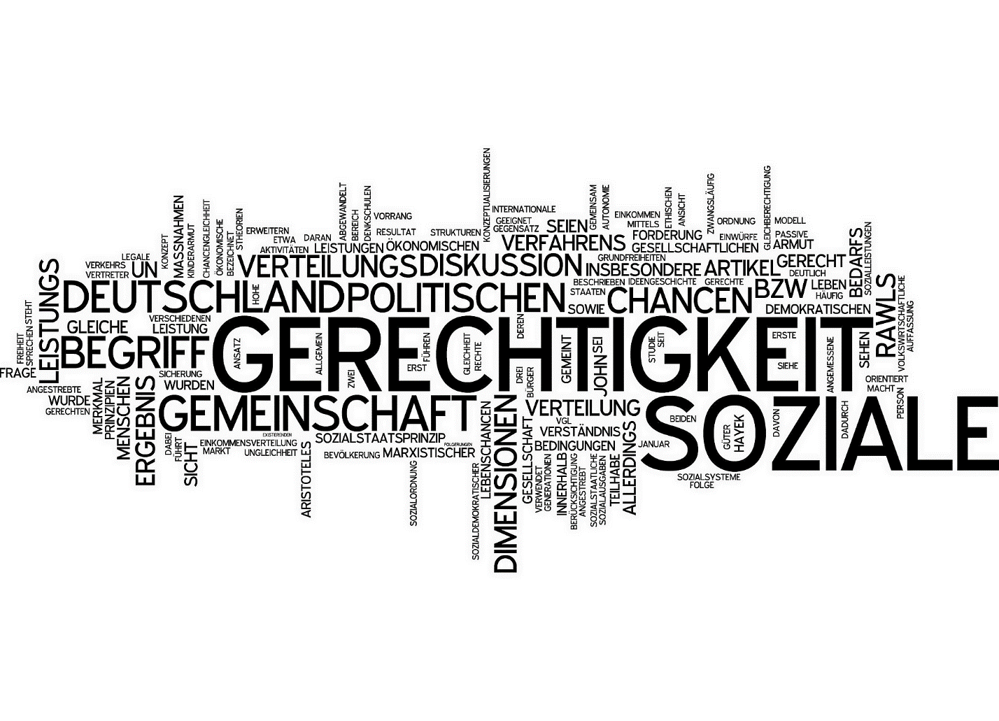 KONZEPTUALISIERUNGEN
INTERNATIONALE
ABGEWANDELT
BEREICH
DENKSCHULEN
VORRANG
GEMEINSAM
AUTONOMIE
EINKOMMEN
ETHISCHEN
ANSICHT
ZWANGSLÄUFIG
ORDNUNG
GLEICHBERECHTIGUNG
MODELL
MASSNAHMEN
CHANCENGLEICHHEIT
ÖKONOMISCHE
STHEORIEN
ERWEITERN
ETWA
DARAN
RESULTAT
STRUKTUREN
GEEIGNET
GEGENSATZ
SEIEN
MITTELS
FORDERUNG
EINWÜRFE
PASSIVE
KONZEPT
KINDERARMUT
BEZEICHNET
AKTIVITÄTEN
LEISTUNGEN
ÖKONOMISCHEN
VERFAHRENS
GESELLSCHAFTLICHEN
ARMUT
BEDARFS
SOZIALLEISTUNGEN
LEGALE
VERKEHRS
VERTRETER
UN
VERTEILUNGS
DISKUSSION
GRUNDFREIHEITEN
INSBESONDERE
ARTIKEL
GERECHT
DEUTLICH
LEISTUNGS
DEUTSCHLAND
HOHE
POLITISCHEN
BESCHRIEBEN
IDEENGESCHICHTE
GERECHTE
STAATEN
SOWIE
CHANCEN
BZW
LEBEN
HÄUFIG
DEMOKRATISCHEN
RAWLS
VOLKSWIRTSCHAFTLICHE
AUFFASSUNG
STEHT
SPRECHEN
FREIHEIT
FRAGE
GLEICHE
VERSCHIEDENEN
LEISTUNG
BEGRIFF
GERECHTIGKEIT
ANSATZ
ALLGEMEIN
ZWEI
ERST
FÜHREN
GLEICHHEIT
RECHTE
DEREN
DREI
BÜRGER
GEMEINT
JOHN
SEI
STUDIE
SEIT
ERSTE
SIEHE
ANGEMESSENE
SEHEN
ORIENTIERT
MACHT
PERSON
SICHERUNG
WURDEN
ANGESTREBTE
WURDE
GERECHTEN
MERKMAL
PRINZIPIEN
MENSCHEN
ERGEBNIS
GEMEINSCHAFT
DIMENSIONEN
VERTEILUNG
VGL
VERSTÄNDNIS
BEDINGUNGEN
ALLERDINGS
JANUAR
SOZIALE
BEIDEN
GÜTER
HAYEK
DAVON
DADURCH
DABEI
FÜHRT
SICHT
EXISTIERENDEN
EINKOMMENSVERTEILUNG
MARKT
UNGLEICHHEIT
ARISTOTELES
SOZIALSTAATSPRINZIP
FOLGERUNGEN
BEVÖLKERUNG
MARXISTISCHER
SOZIALORDNUNG
SOZIALDEMOKRATISCHER
LEBENSCHANCEN
GESELLSCHAFT
VERWENDET
GENERATIONEN
INNERHALB
BERÜCKSICHTIGUNG
ANGESTREBT
SOZIALSTAATLICHE
SOZIALAUSGABEN
TEILHABE
SOZIALSYSTEME
FOLGE